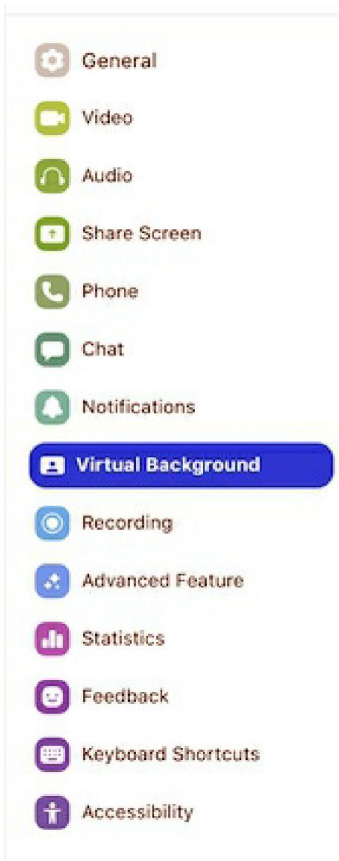 General
Video
Audio
Share Screen
Phone
Chat
Notifications
Virtual Background
Recording
Advanced Feature
Statistics
Feedback
Keyboard Shortcuts
Accessibility